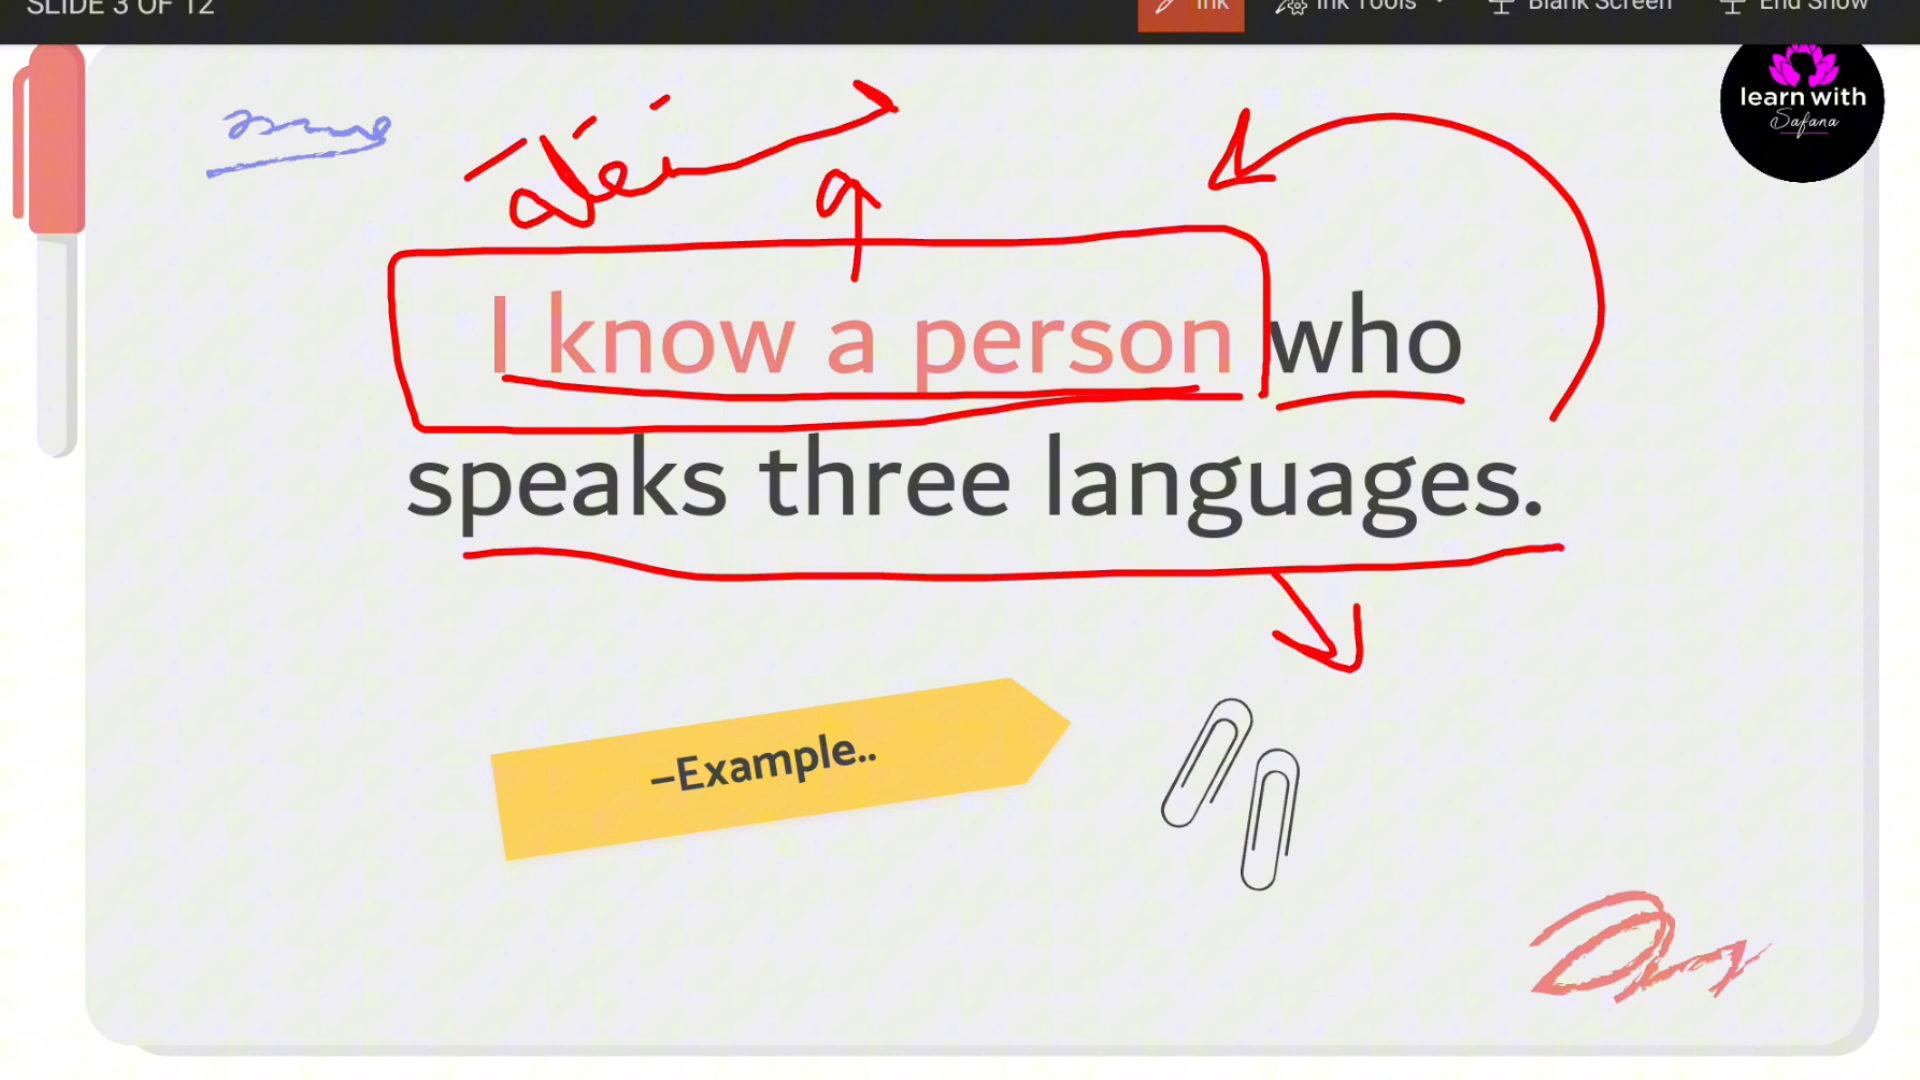 SLIDE 3 OF 12
Ink
Ink Tools
Blank Screen
End Show
learn with
Safana
I know a person who
speaks three languages.
–Example..